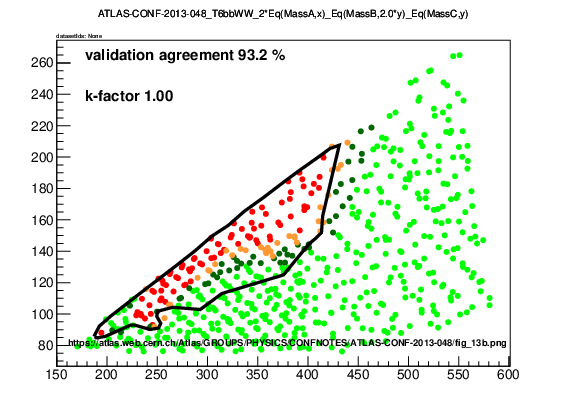 ATLAS-CONF-2013-048_T6bbWW_2*Eq(MassA,x)_Eq(MassB,2.0*y)_Eq(MassC,y)
datasetIds: None
validation agreement 93.2 %
k-factor 1.00
260
240
220
200
180
160
140
120
100
80
https://atlas.web.cern.ch/Atlas/GROUPS/PHYSICS/CONFNOTES/ATLAS-CONF-2013-048/fig_13b.png
150 200 250 300 350 400 450 500 550 600